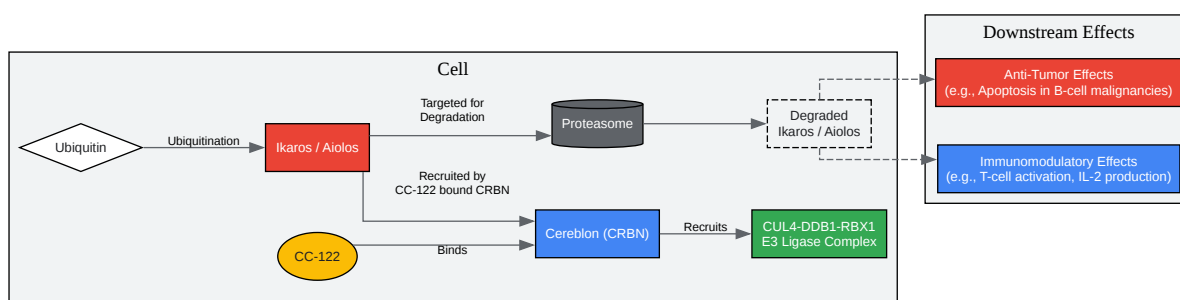 Downstream Effects
Cell
Anti-Tumor Effects
(e.g., Apoptosis in B-cell malignancies)
Targeted for
Degradation
Proteasome
Degraded
Ikaros / Aiolos
Ubiquitin
Ubiquitination
Ikaros / Aiolos
Immunomodulatory Effects
(e.g., T-cell activation, IL-2 production)
Recruited by
CC-122 bound CRBN
Cereblon (CRBN)
Recruits
CUL4-DDB1-RBX1
E3 Ligase Complex
CC-122
Binds